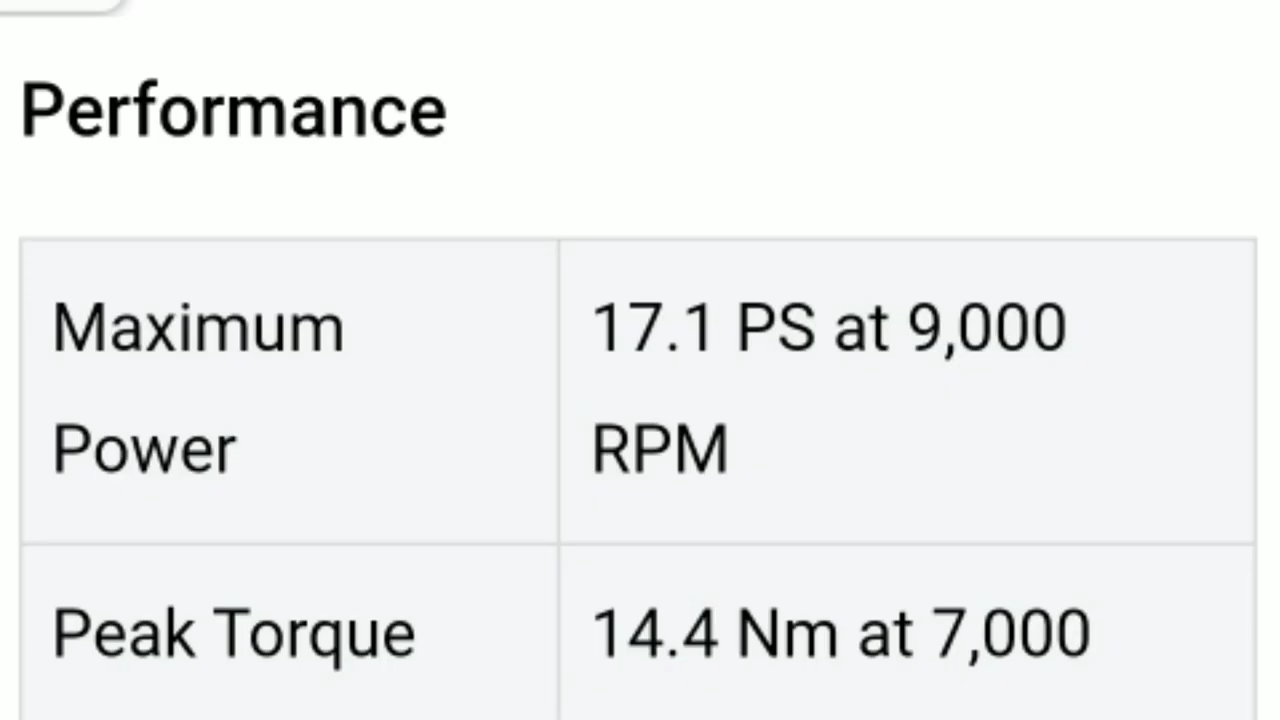 Performance
Maximum
Power
17.1 PS at 9,000
RPM
Peak Torque
14.4 Nm at 7,000